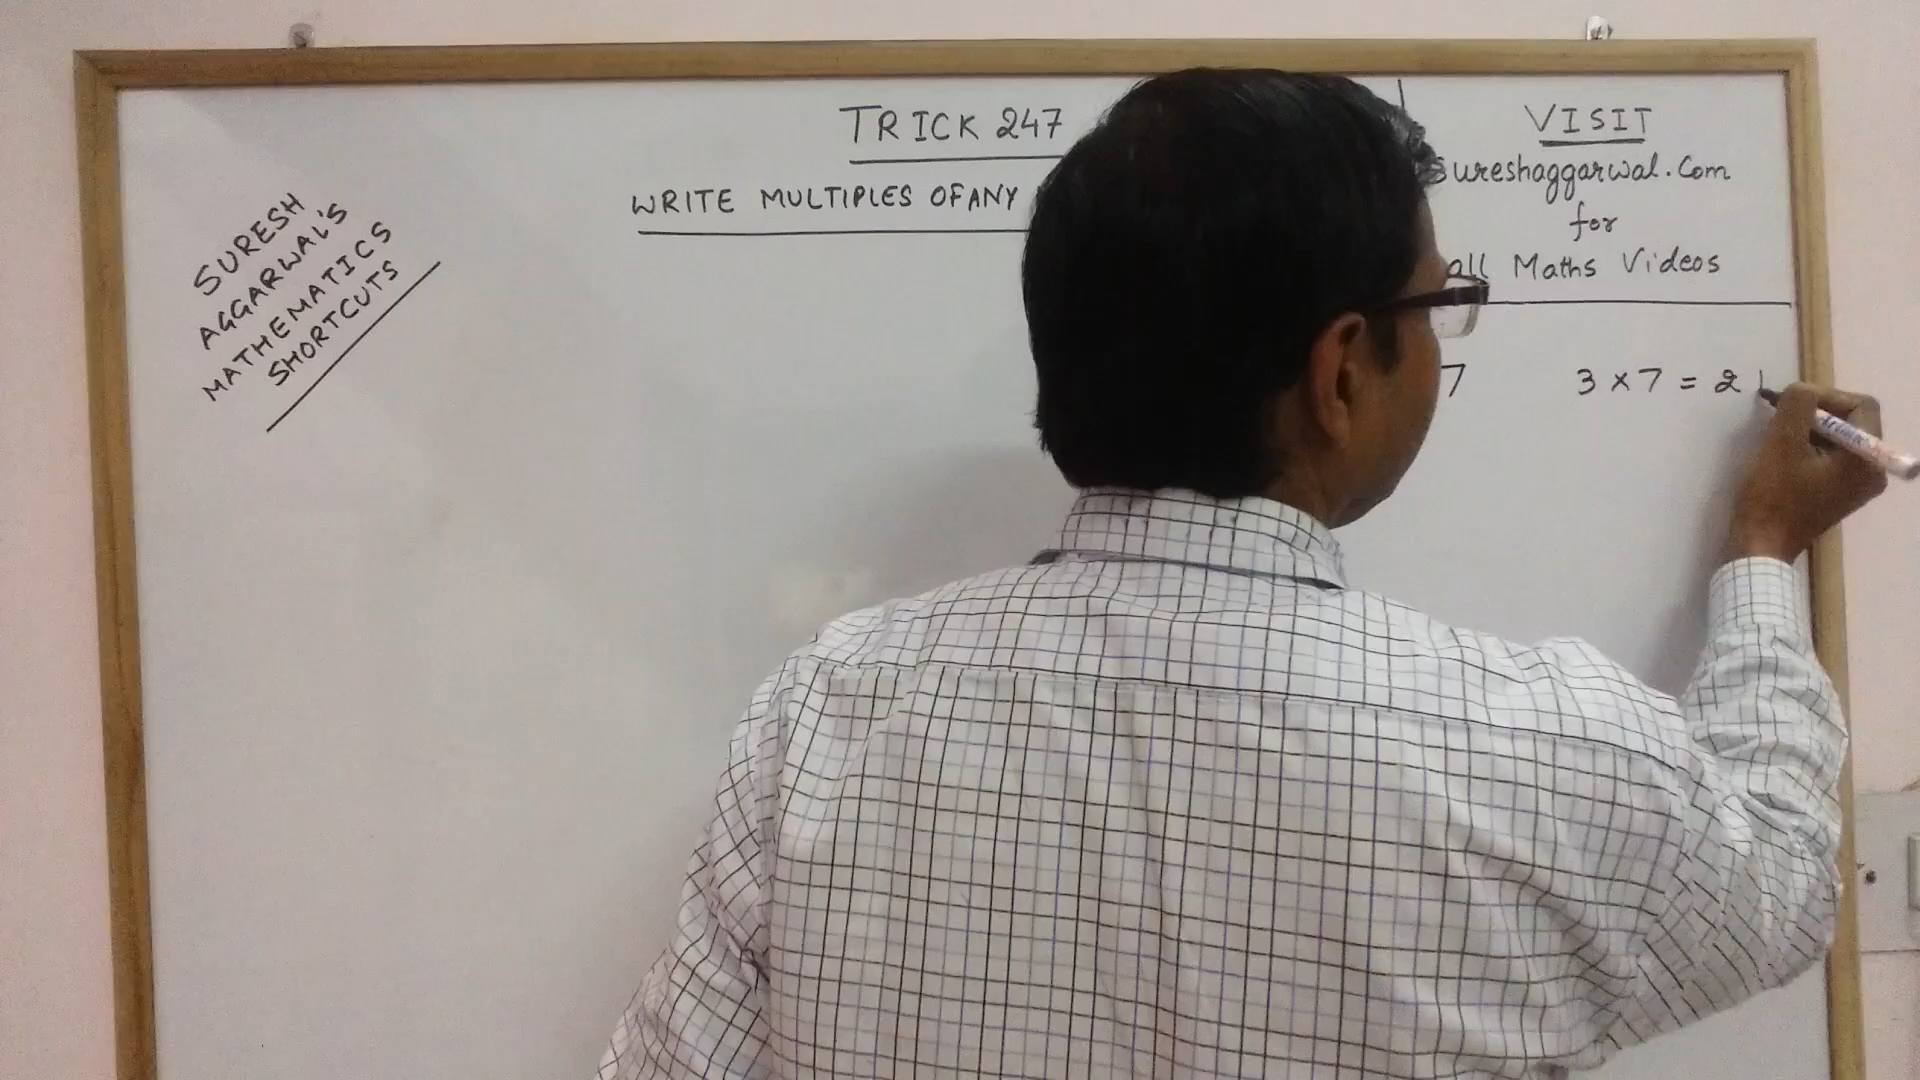 TRICK 247
WRITE MULTIPLES OF ANY
SURESH
AGGARWAL'S
MATHEMATICS
SHORTCUTS
VISIT
sureshaggarwal.com
for
all Maths Videos
7
3 x 7 = 21